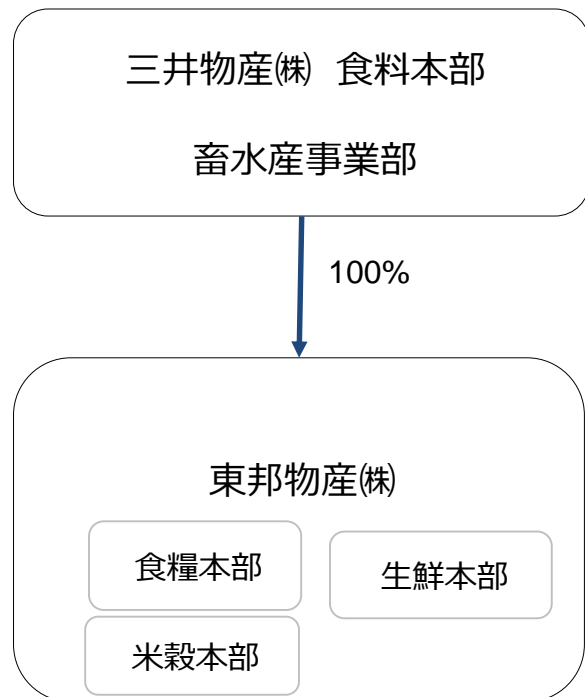 三井物産㈱ 食料本部
畜水産事業部
100%
東邦物産㈱
食糧本部
生鮮本部
米穀本部